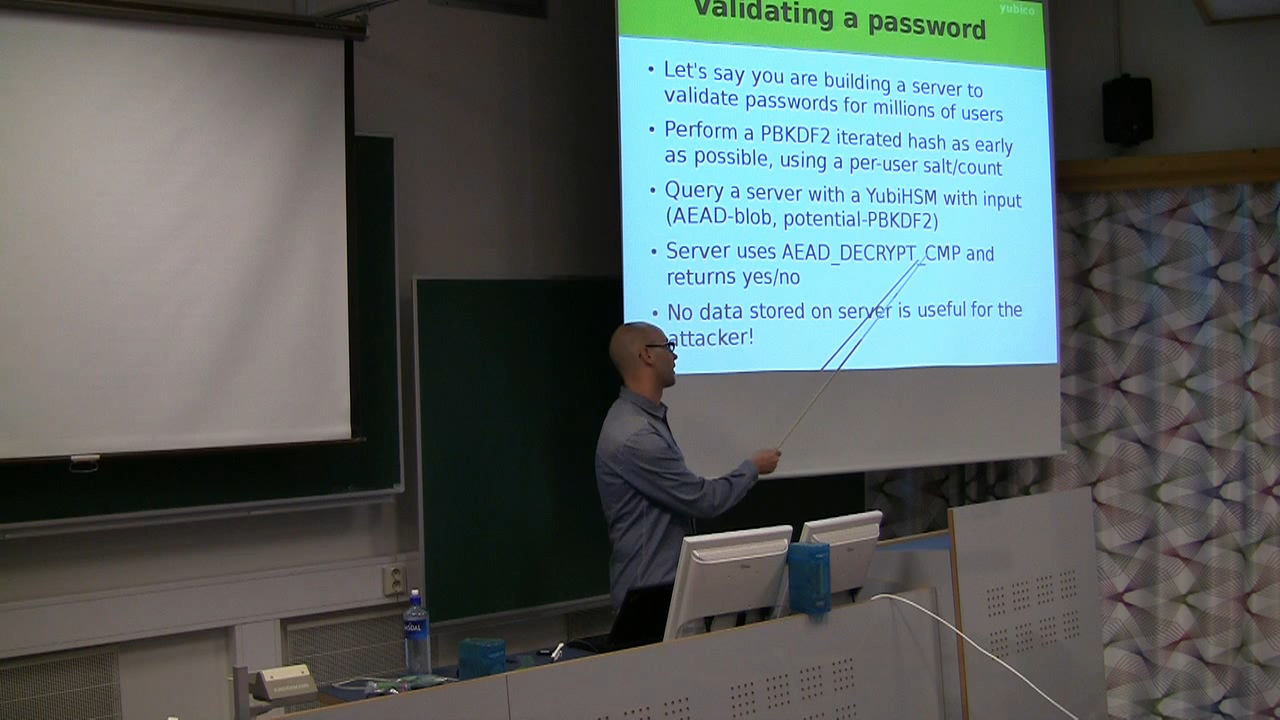 yubico
Validating a password
• Let's say you are building a server to
validate passwords for millions of users
• Perform a PBKDF2 iterated hash as early
as possible, using a per-user salt/count
• Query a server with a YubiHSM with input
(AEAD-blob, potential-PBKDF2)
• Server uses AEAD_DECRYPT_CMP and
returns yes/no
• No data stored on server is useful for the
attacker!